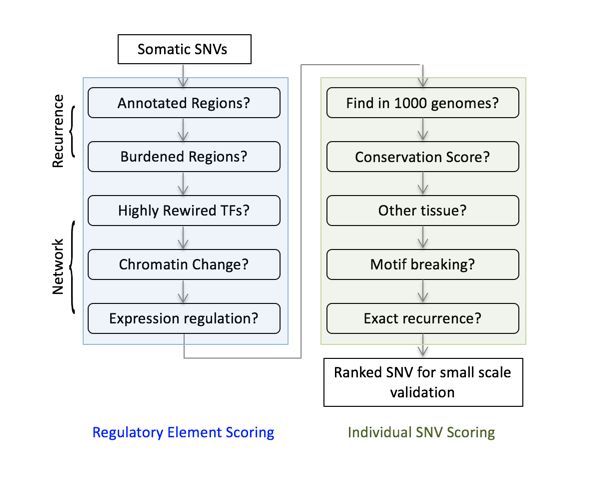 Somatic SNVs
Recurrence
Annotated Regions?
Burdened Regions?
Network
Highly Rewired TFs?
Chromatin Change?
Expression regulation?
Regulatory Element Scoring
Find in 1000 genomes?
Conservation Score?
Other tissue?
Motif breaking?
Exact recurrence?
Ranked SNV for small scale
validation
Individual SNV Scoring